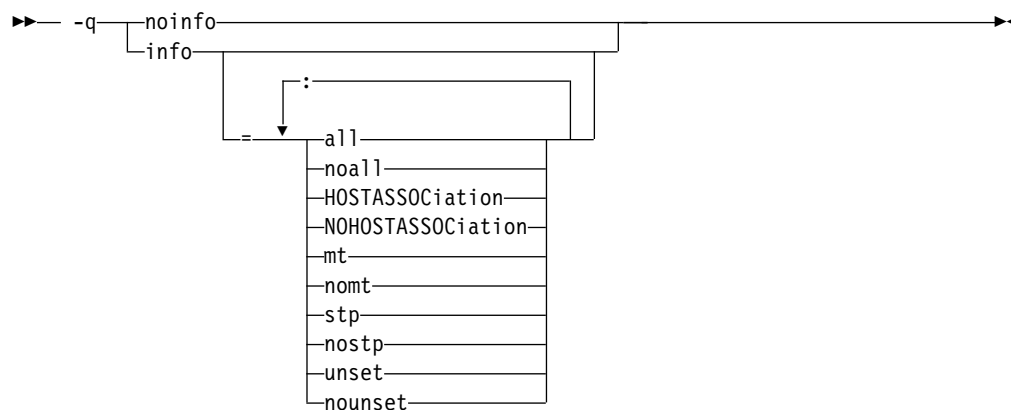 -q noinfo
info
:
= all
noall
HOSTASSOCiation
NOHOSTASSOCiation
mt
nomt
stp
nostp
unset
nounset